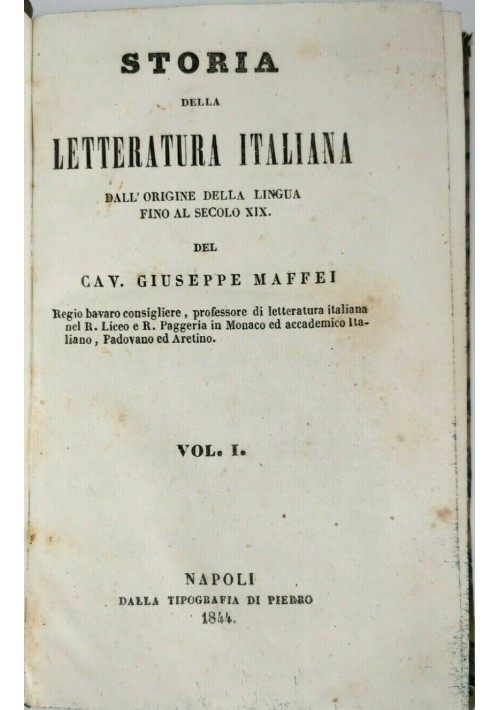 STORIA
DELLA
LETTERATURA ITALIANA
DALL' ORIGINE DELLA LINGUA
FINO AL SECOLO XIX.
DEL
CAV. GIUSEPPE MAFFEI
Regio bavaro consigliere, professore di letteratura italiana
nel R. Liceo e R. Paggeria in Monaco ed accademico Ita-
liano, Padovano ed Aretino.
VOL. I.
NAPOLI
DALLA TIPOGRAFIA DI PIERRO
1844.